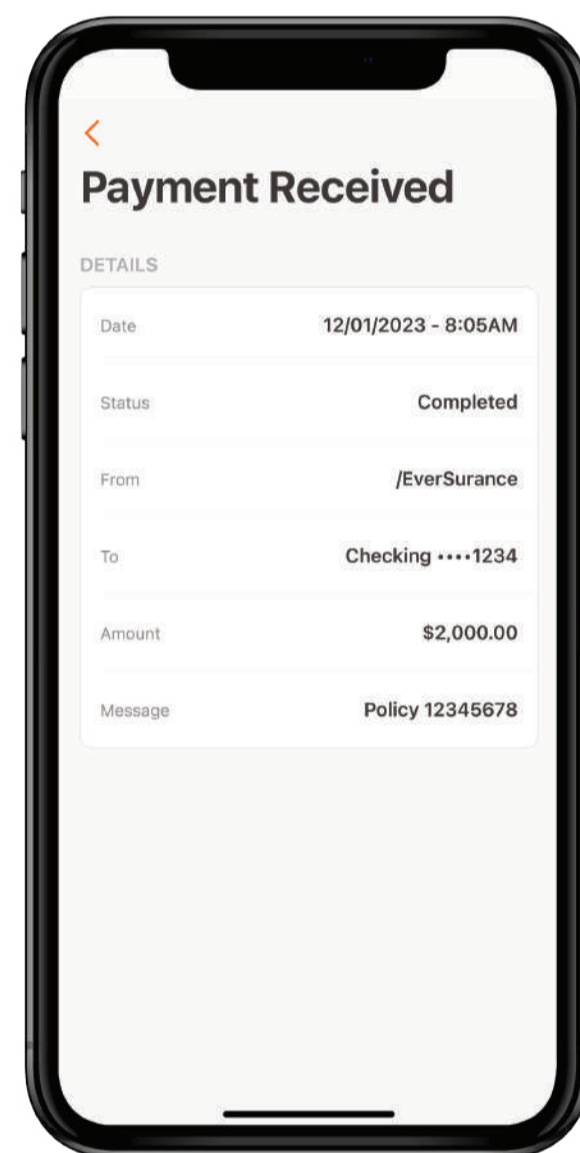 Payment Received
DETAILS
Date 12/01/2023 - 8:05AM
Status Completed
From /EverSurance
To Checking ····1234
Amount $2,000.00
Message Policy 12345678